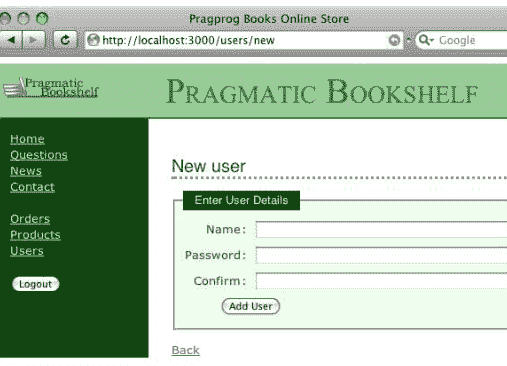 Pragprog Books Online Store
http://localhost:3000/users/new
Google
Pragmatic
Bookshelf
PRAGMATIC BOOKSHELF
Home
Questions
News
Contact
Orders
Products
Users
Logout
New user
Enter User Details
Name:
Password:
Confirm:
Add User
Back